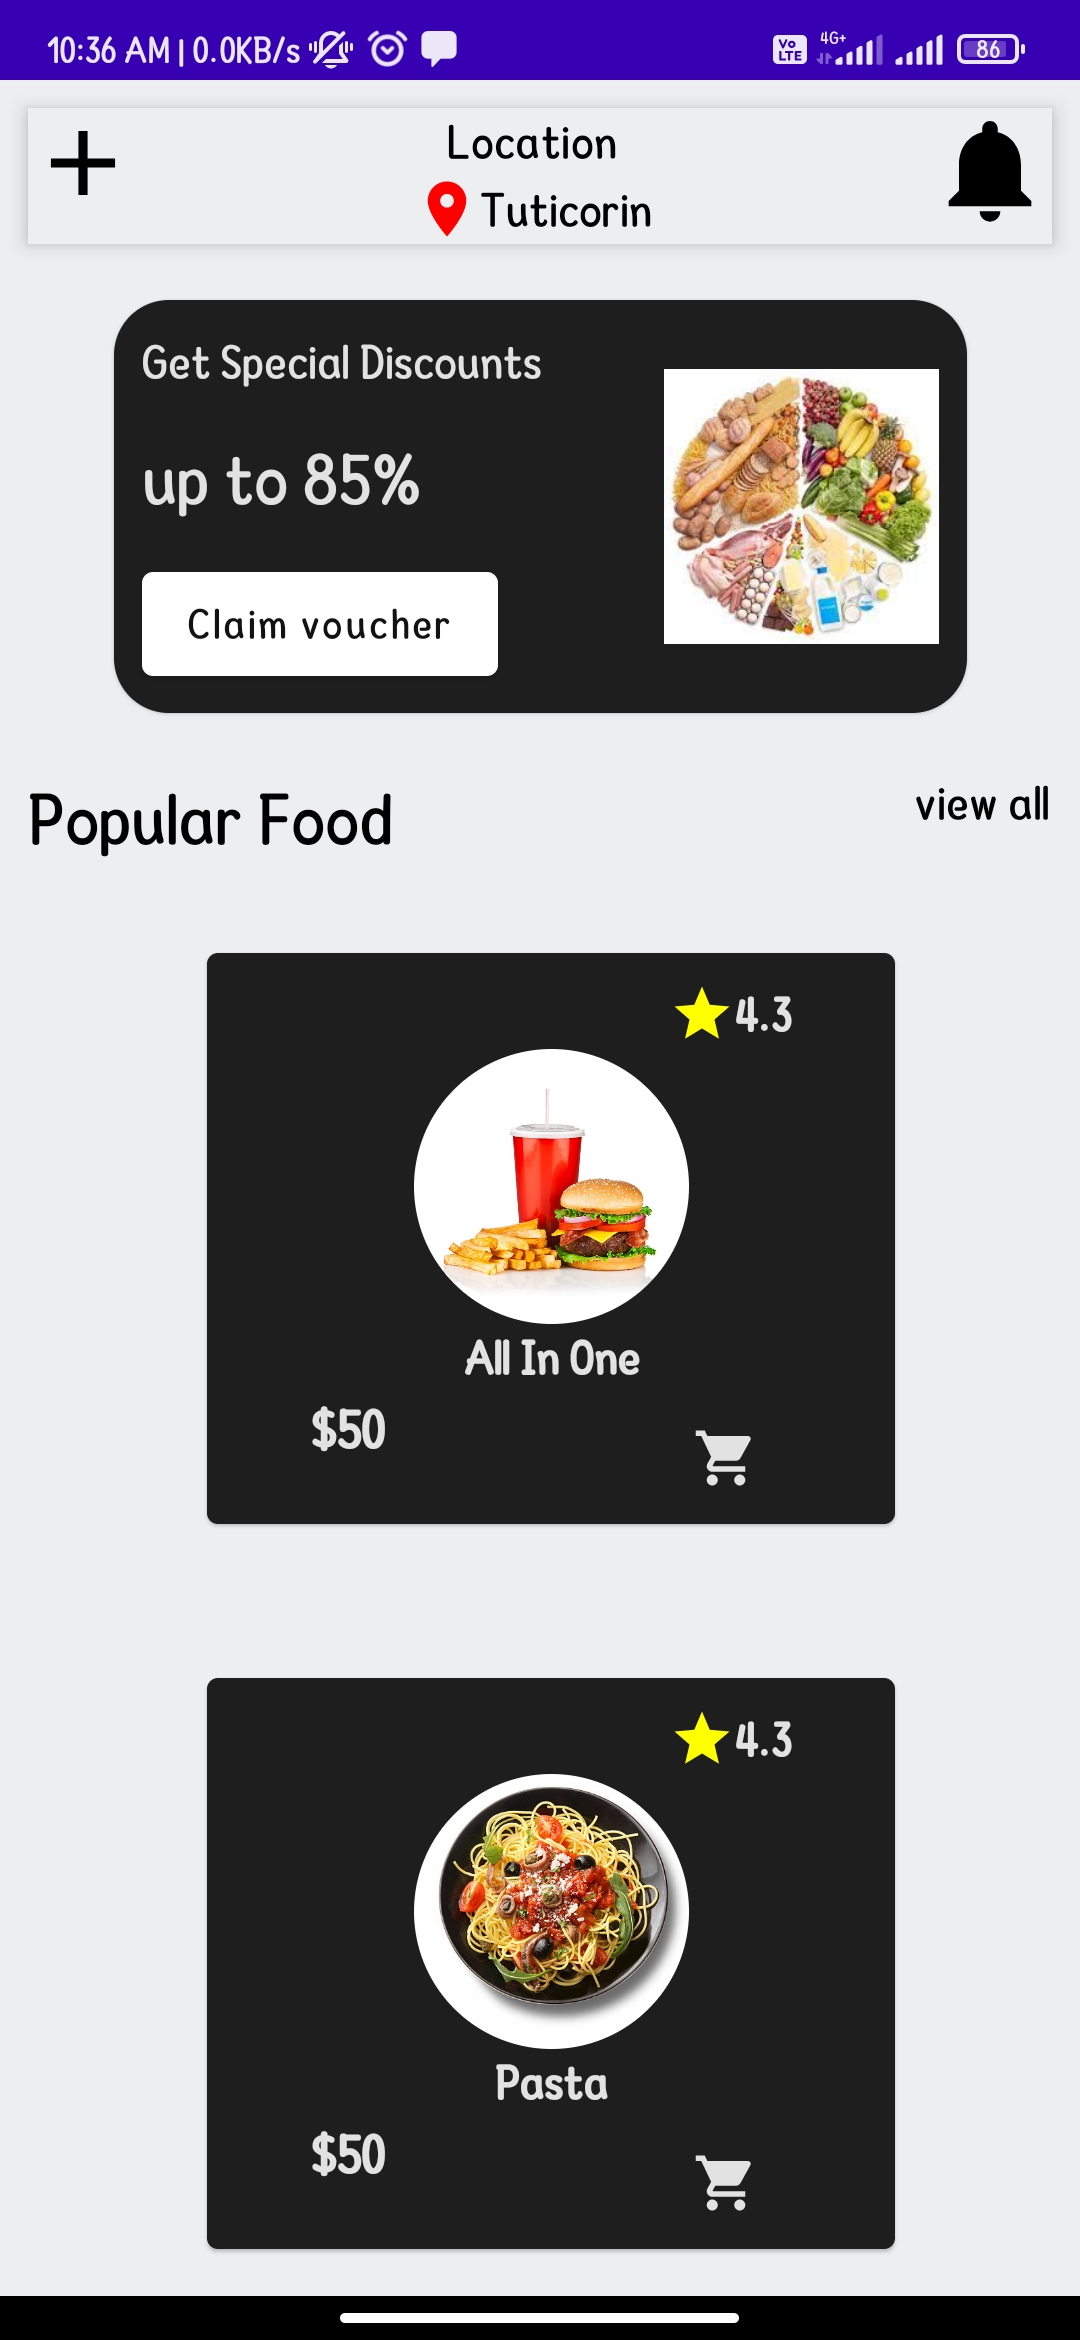 10:36 AM | 0.0KB/s
Vo LTE 4G+ 86
Location
Tuticorin
Get Special Discounts
up to 85%
Claim voucher
Popular Food
view all
4.3
All In One
$50
4.3
Pasta
$50